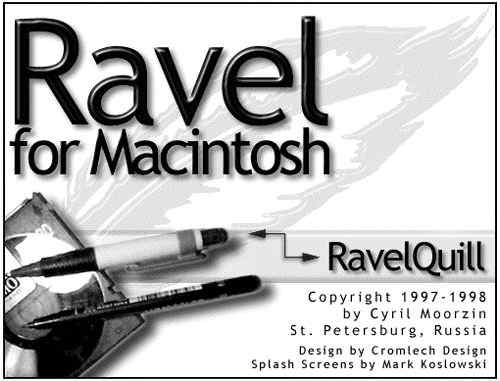 Ravel
for Macintosh
RavelQuill
Copyright 1997-1998
by Cyril Moorzin
St. Petersburg, Russia
Design by Cromlech Design
Splash Screens by Mark Koslowski